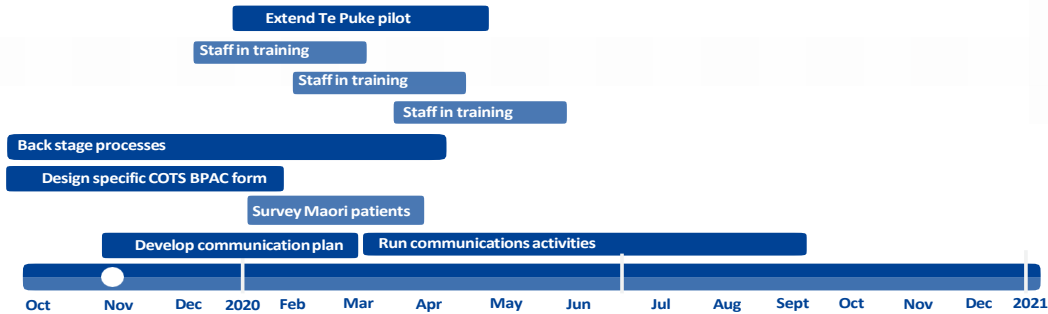 Extend Te Puke pilot
Staff in training
Staff in training
Staff in training
Back stage processes
Design specific COTS BPAC form
Survey Maori patients
Develop communication plan
Run communications activities
Oct Nov Dec 2020 Feb Mar Apr May Jun Jul Aug Sept Oct Nov Dec 2021